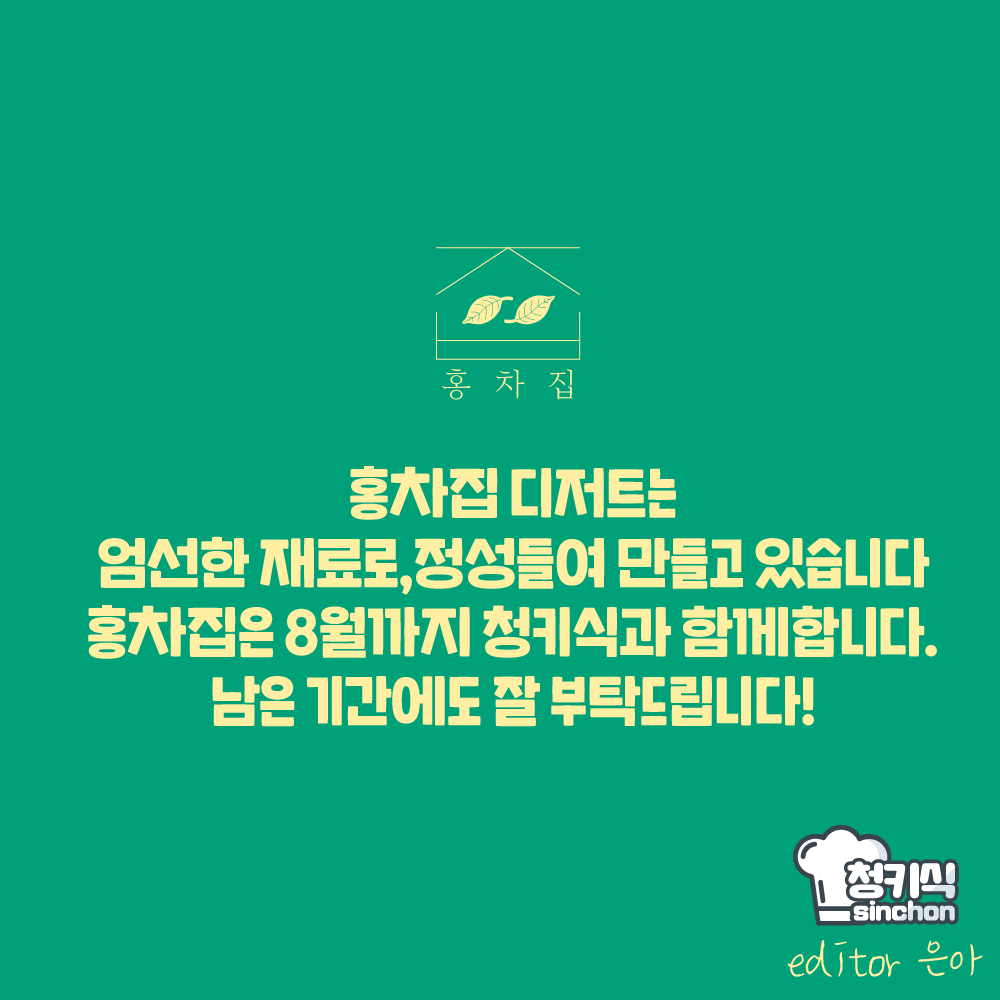 홍차집
홍차집 디저트는
엄선한 재료로,정성들여 만들고 있습니다
홍차집은 8월까지 청키식과 함께합니다.
남은 기간에도 잘 부탁드립니다!
청키식
sinchon
editor 은아